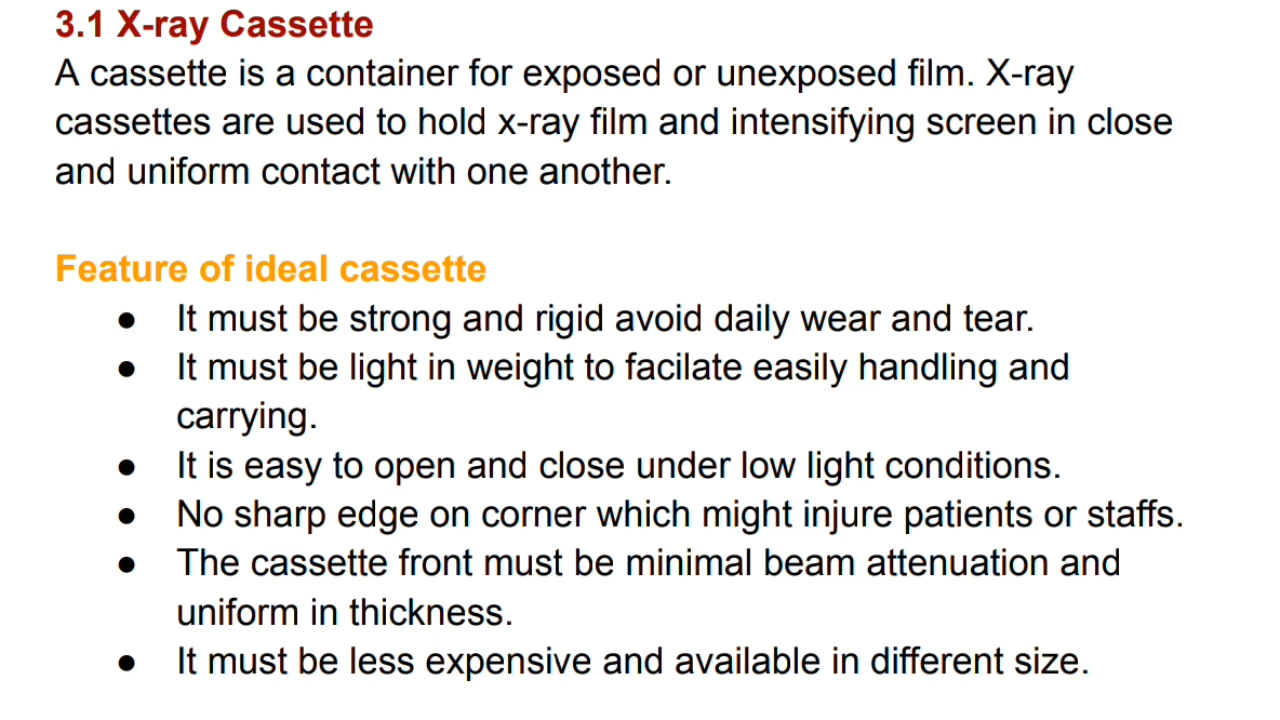 3.1 X-ray Cassette
A cassette is a container for exposed or unexposed film. X-ray
cassettes are used to hold x-ray film and intensifying screen in close
and uniform contact with one another.
Feature of ideal cassette
● It must be strong and rigid avoid daily wear and tear.
● It must be light in weight to facilate easily handling and
carrying.
● It is easy to open and close under low light conditions.
● No sharp edge on corner which might injure patients or staffs.
● The cassette front must be minimal beam attenuation and
uniform in thickness.
● It must be less expensive and available in different size.